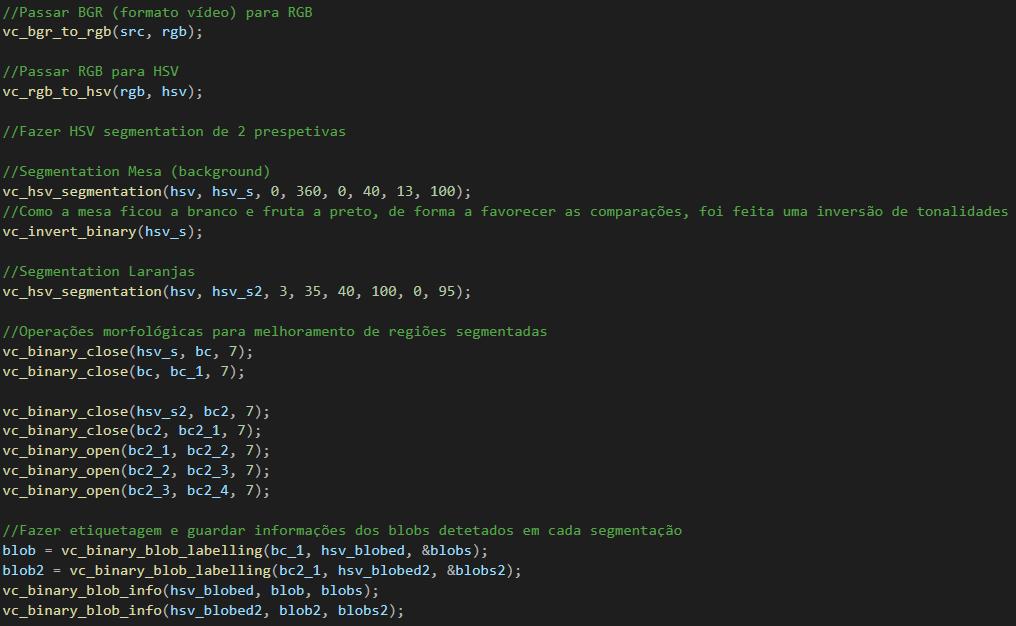 //Passar BGR (formato vídeo) para RGB
vc_bgr_to_rgb(src, rgb);
//Passar RGB para HSV
vc_rgb_to_hsv(rgb, hsv);
//Fazer HSV segmentation de 2 prespetivas
//Segmentation Mesa (background)
vc_hsv_segmentation(hsv, hsv_s, 0, 360, 0, 40, 13, 100);
//Como a mesa ficou a branco e fruta a preto, de forma a favorecer as comparações, foi feita uma inversão de tonalidades
vc_invert_binary(hsv_s);
//Segmentation Laranjas
vc_hsv_segmentation(hsv, hsv_s2, 3, 35, 40, 100, 0, 95);
//Operações morfológicas para melhoramento de regiões segmentadas
vc_binary_close(hsv_s, bc, 7);
vc_binary_close(bc, bc_1, 7);
vc_binary_close(hsv_s2, bc2, 7);
vc_binary_close(bc2, bc2_1, 7);
vc_binary_open(bc2_1, bc2_2, 7);
vc_binary_open(bc2_2, bc2_3, 7);
vc_binary_open(bc2_3, bc2_4, 7);
//Fazer etiquetagem e guardar informações dos blobs detetados em cada segmentação
blob = vc_binary_blob_labelling(bc_1, hsv_blobed, &blobs);
blob2 = vc_binary_blob_labelling(bc2_1, hsv_blobed2, &blobs2);
vc_binary_blob_info(hsv_blobed, blob, blobs);
vc_binary_blob_info(hsv_blobed2, blob2, blobs2);